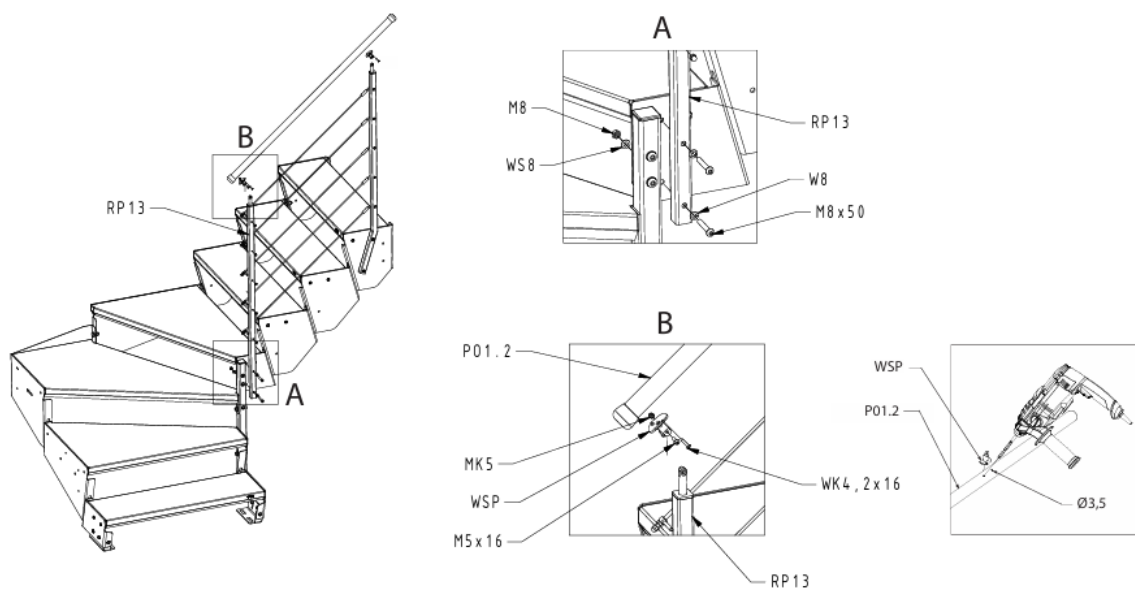 B
RP13
A
A
M8
WS8
RP13
W8
M8x50
B
P01.2
MK5
WSP
M5x16
WK4,2x16
RP13
WSP
P01.2
Ø3,5